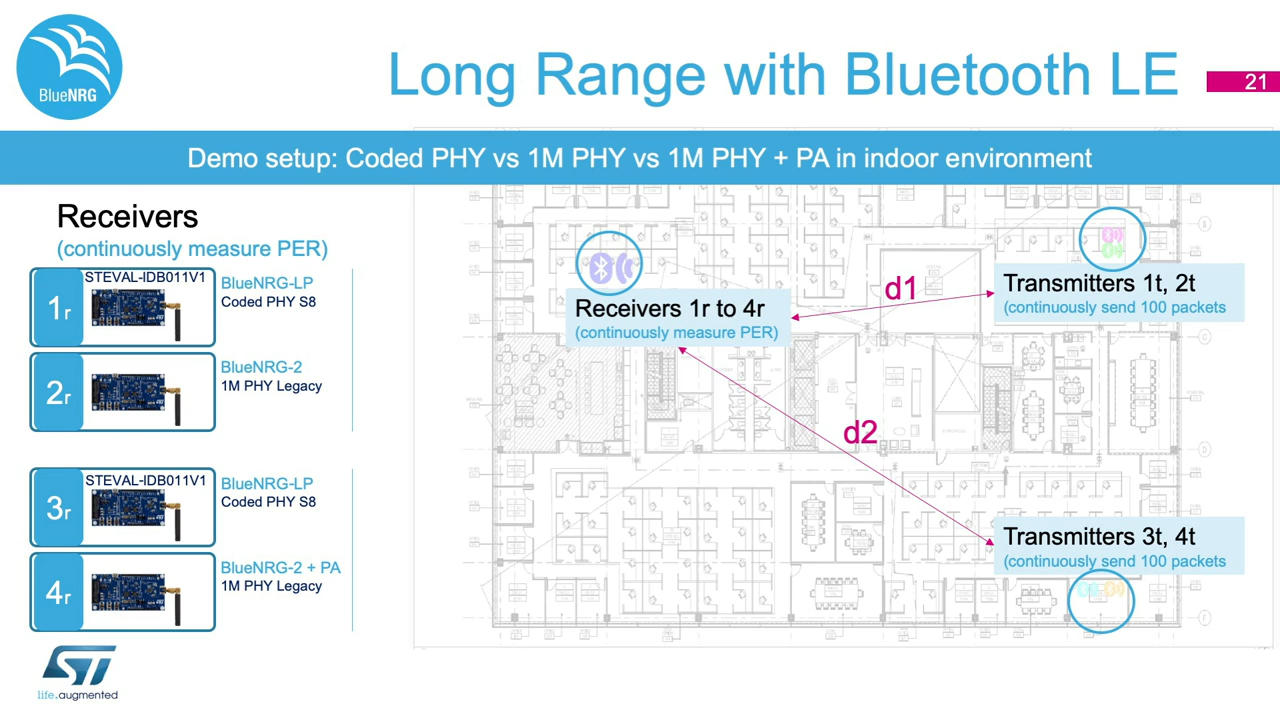 BlueNRG
Long Range with Bluetooth LE
21
Demo setup: Coded PHY vs 1M PHY vs 1M PHY + PA in indoor environment
Receivers
(continuously measure PER)
1r
STEVAL-IDB011V1
BlueNRG-LP
Coded PHY S8
2r
BlueNRG-2
1M PHY Legacy
3r
STEVAL-IDB011V1
BlueNRG-LP
Coded PHY S8
4r
BlueNRG-2 + PA
1M PHY Legacy
Receivers 1r to 4r
(continuously measure PER)
d1
Transmitters 1t, 2t
(continuously send 100 packets
d2
Transmitters 3t, 4t
(continuously send 100 packets
ST
life.augmented